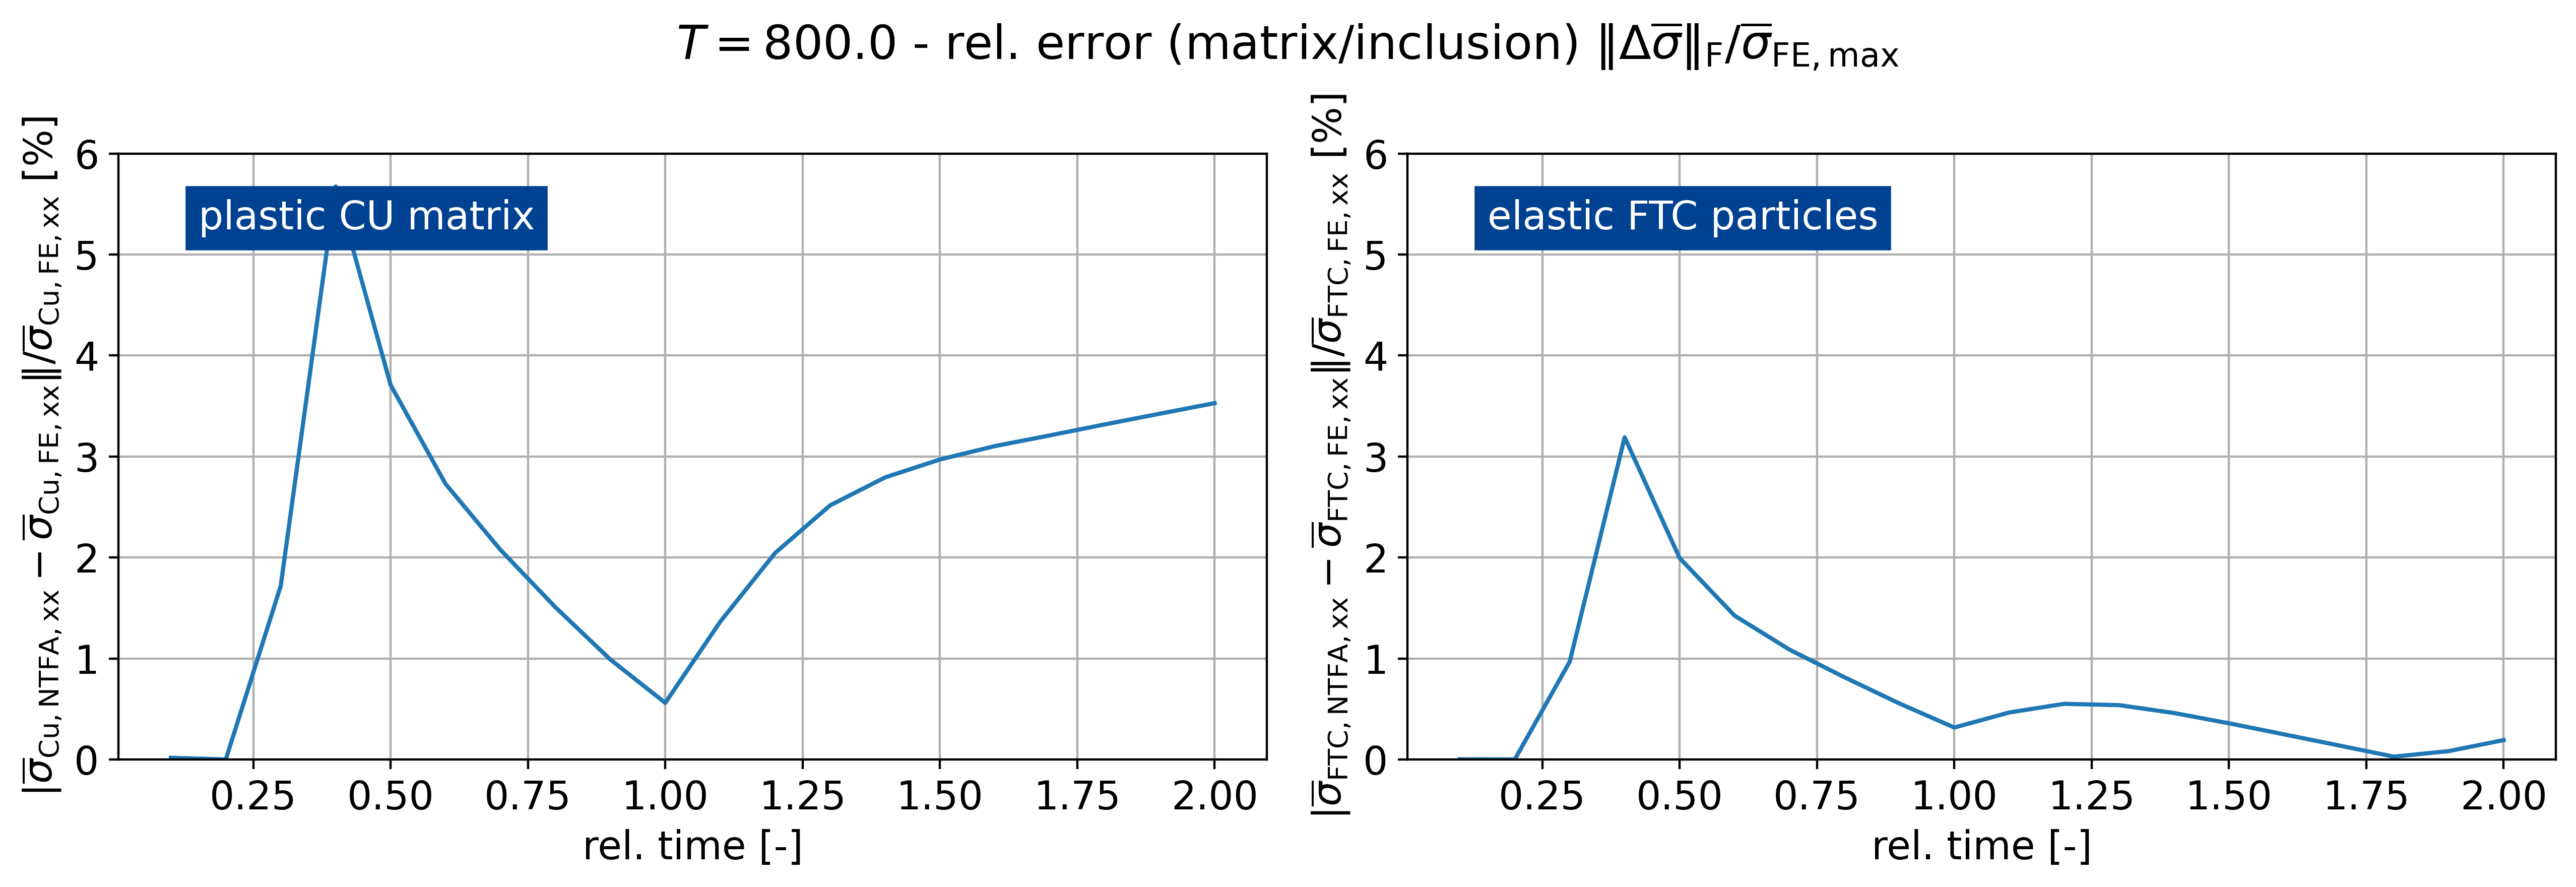 T = 800.0 - rel. error (matrix/inclusion) ‖Δσ̅‖F/σ̅FE, max
|σ̅Cu, NTFA, xx − σ̅Cu, FE, xx‖/σ̅Cu, FE, xx [%]
6
5
4
3
2
1
0
plastic CU matrix
0.25 0.50 0.75 1.00 1.25 1.50 1.75 2.00
rel. time [-]
|σ̅FTC, NTFA, xx − σ̅FTC, FE, xx‖/σ̅FTC, FE, xx [%]
6
5
4
3
2
1
0
elastic FTC particles
0.25 0.50 0.75 1.00 1.25 1.50 1.75 2.00
rel. time [-]